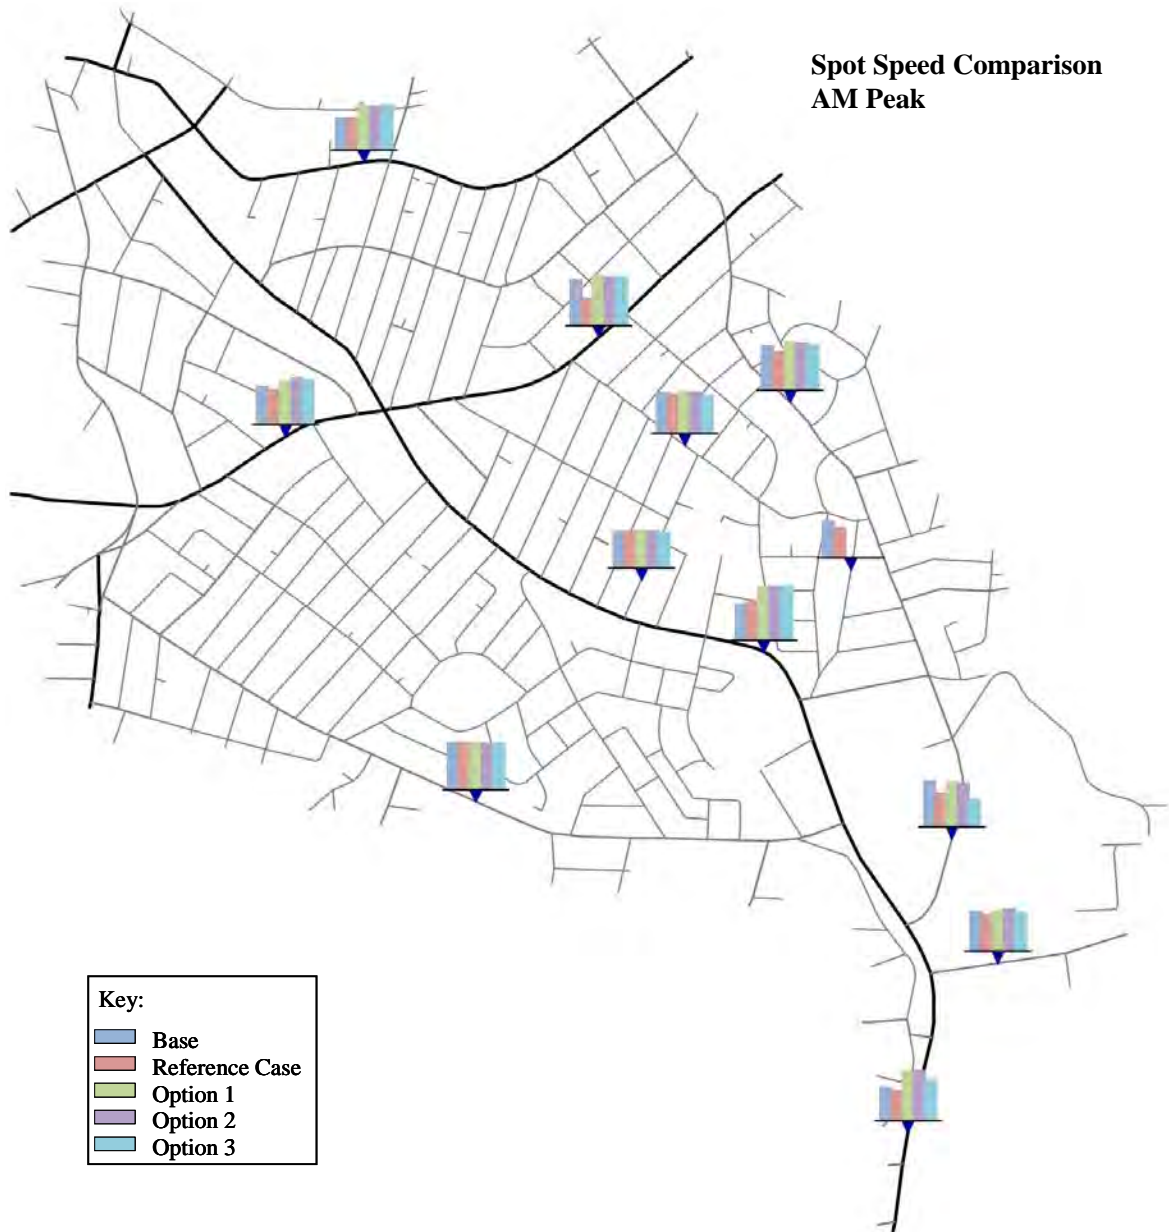 Spot Speed Comparison
AM Peak
Key:
Base
Reference Case
Option 1
Option 2
Option 3